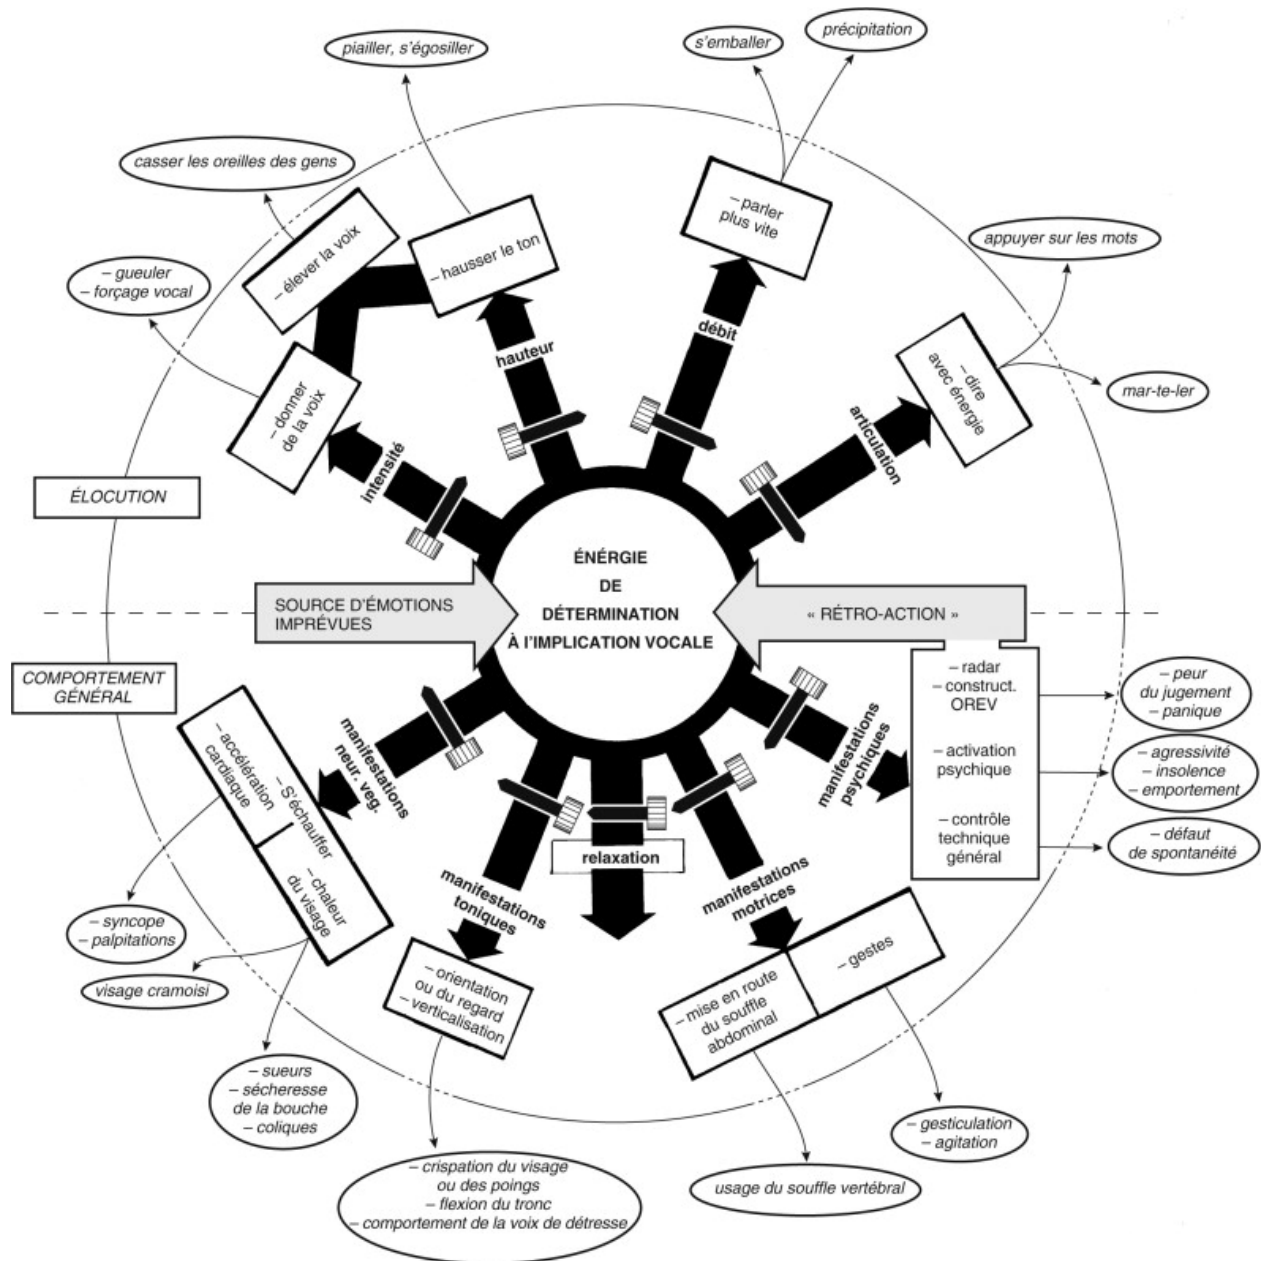 piailler, s'égosiller
s'emballer
précipitation
casser les oreilles des gens
– gueuler
– forçage vocal
– élever la voix
– hausser le ton
– donner
de la voix
– parler
plus vite
appuyer sur les mots
– dire
avec énergie
mar-te-ler
intensité
hauteur
débit
articulation
ÉLOCUTION
COMPORTEMENT
GÉNÉRAL
SOURCE D'ÉMOTIONS
IMPRÉVUES
ÉNÉRGIE
DE
DÉTERMINATION
À l'IMPLICATION VOCALE
« RÉTRO-ACTION »
– radar
– construct.
OREV
– activation
psychique
– contrôle
technique
général
– peur
du jugement
– panique
– agressivité
– insolence
– emportement
– défaut
de spontanéité
manifestations
neur. veg.
manifestations
toniques
relaxation
manifestations
motrices
manifestations
psychiques
– accélération
cardiaque
– S'échauffer
– chaleur
du visage
– syncope
– palpitations
visage cramoisi
– sueurs
– sécheresse
de la bouche
– coliques
– orientation
ou du regard
– verticalisation
– crispation du visage
ou des poings
– flexion du tronc
– comportement de la voix de détresse
– mise en route
du souffle
abdominal
– gestes
– gesticulation
– agitation
usage du souffle vertébral